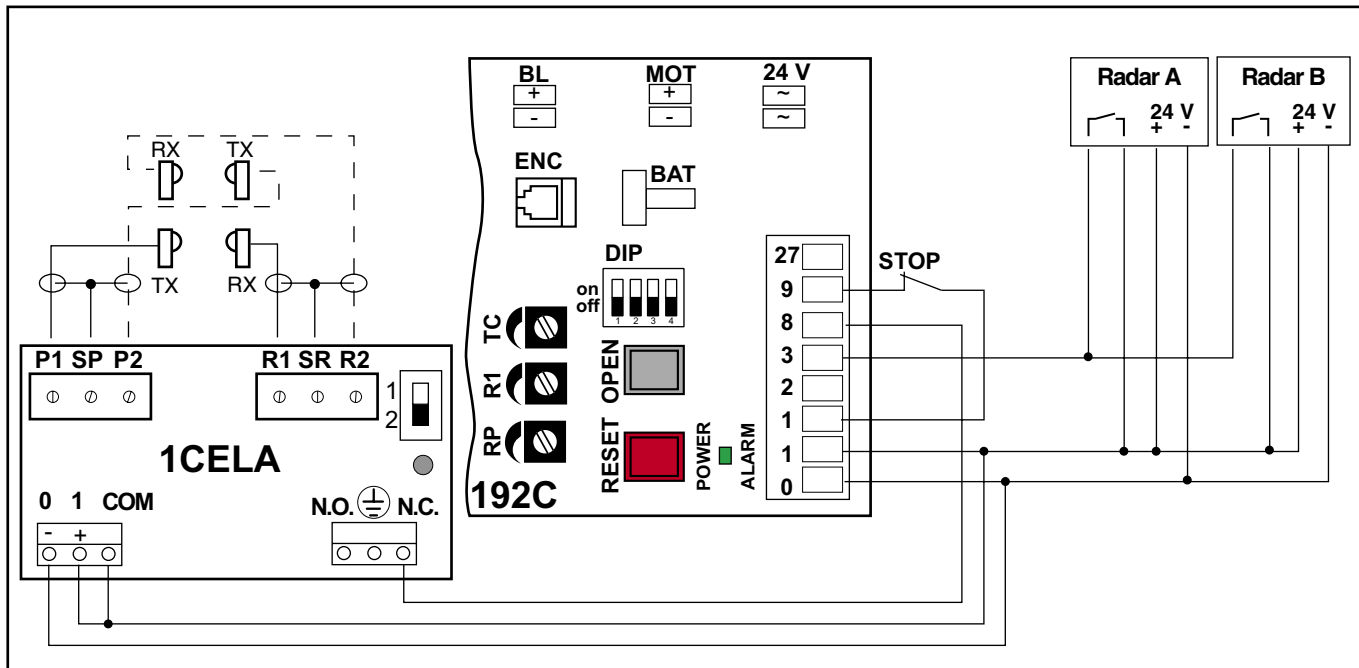 BL MOT 24 V
+ + ~
- - ~
Radar A Radar B
24 V 24 V
+ - + -
RX TX
ENC BAT
TX RX
DIP
on
off
1 2 3 4
27
9
8
3
2
1
1
0
STOP
TC
R1
RP
OPEN
RESET
POWER
ALARM
192C
P1 SP P2 R1 SR R2
1
2
1CELA
0 1 COM N.O. N.C.
- +